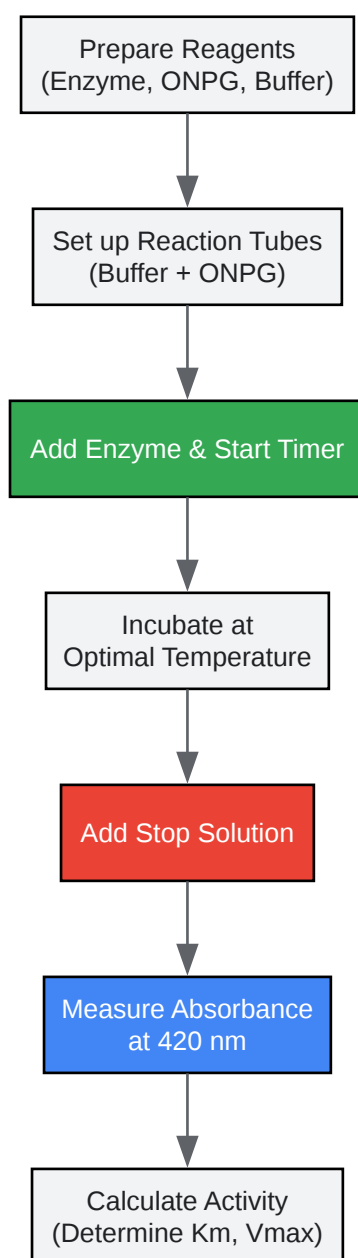 Prepare Reagents
(Enzyme, ONPG, Buffer)
Set up Reaction Tubes
(Buffer + ONPG)
Add Enzyme & Start Timer
Incubate at
Optimal Temperature
Add Stop Solution
Measure Absorbance
at 420 nm
Calculate Activity
(Determine Km, Vmax)